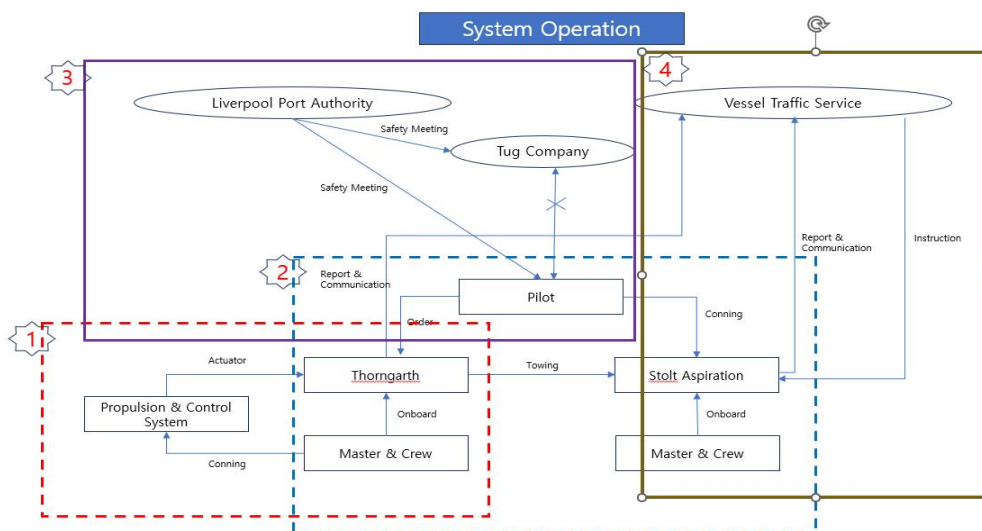 System Operation
3
4
Liverpool Port Authority
Vessel Traffic Service
Safety Meeting
Tug Company
Safety Meeting
Report &
Communication
Instruction
2
Report &
Communication
Pilot
Conning
Order
1
Actuator
Thorngarth
Towing
Stolt Aspiration
Propulsion & Control
System
Onboard
Onboard
Master & Crew
Master & Crew
Conning